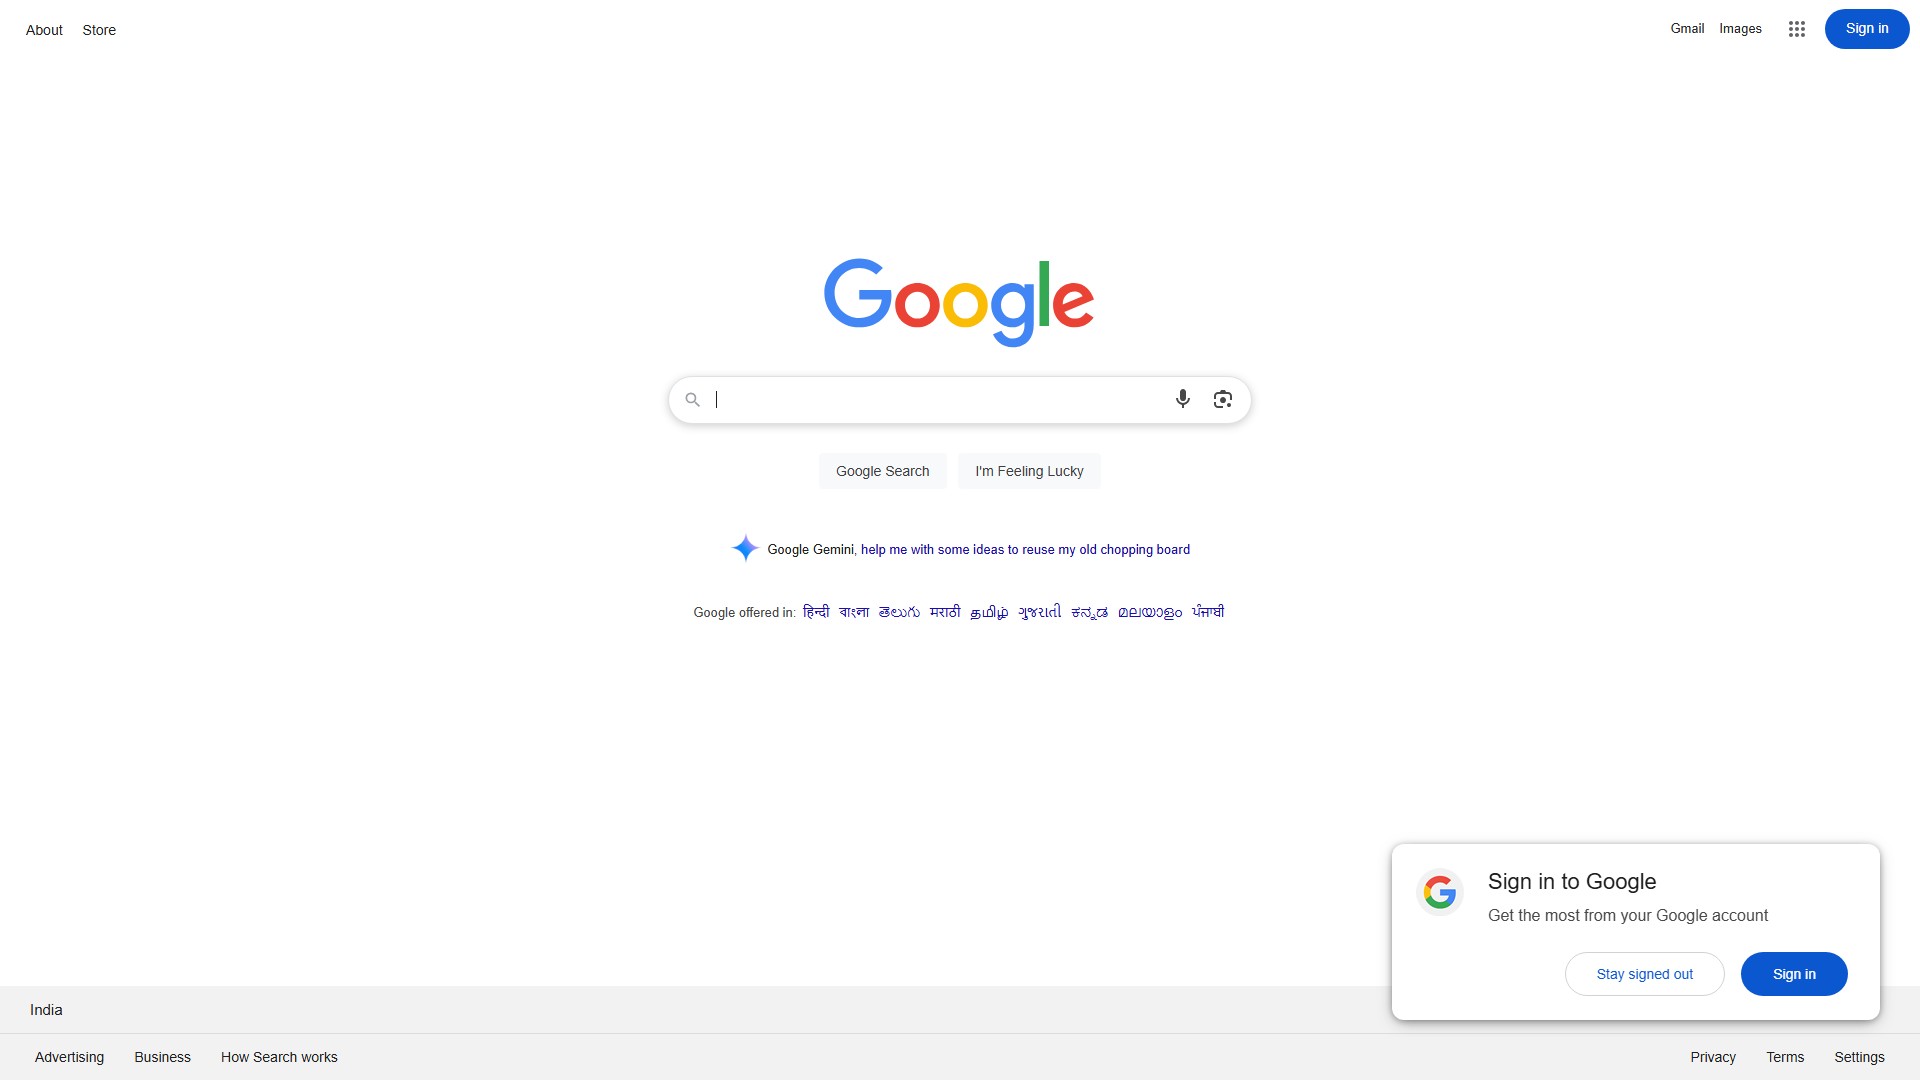 About Store Gmail Images Sign in
Google
Google Search I'm Feeling Lucky
Google Gemini, help me with some ideas to reuse my old chopping board
Google offered in: हिन्दी বাংলা తెలుగు मराठी தமிழ் ગુજરાતી ಕನ್ನಡ മലയാളം ਪੰਜਾਬੀ
Sign in to Google
Get the most from your Google account
Stay signed out Sign in
India
Advertising Business How Search works Privacy Terms Settings